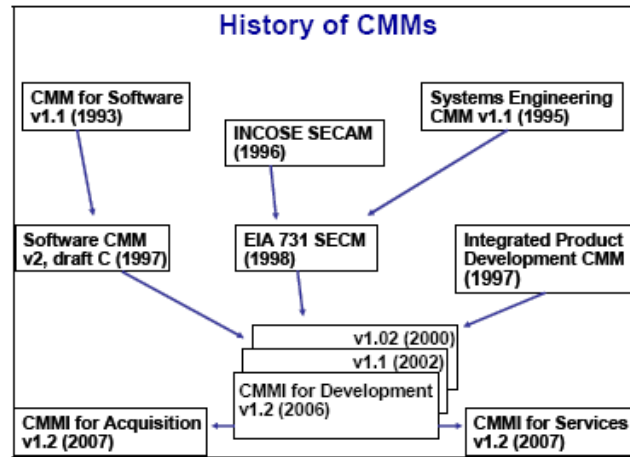 History of CMMs
CMM for Software
v1.1 (1993)
Systems Engineering
CMM v1.1 (1995)
INCOSE SECAM
(1996)
Software CMM
v2, draft C (1997)
EIA 731 SECM
(1998)
Integrated Product
Development CMM
(1997)
v1.02 (2000)
v1.1 (2002)
CMMI for Development
v1.2 (2006)
CMMI for Acquisition
v1.2 (2007)
CMMI for Services
v1.2 (2007)